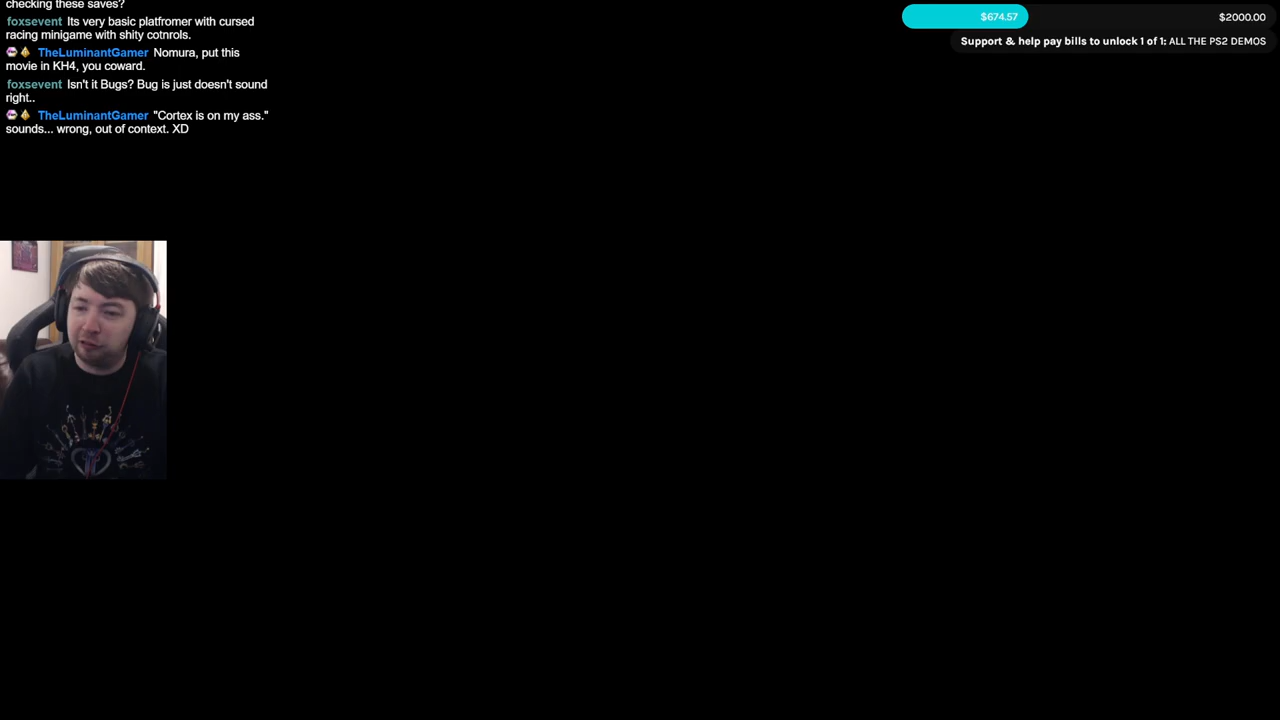 checking these saves?
foxsevent Its very basic platfromer with cursed
racing minigame with shity cotnrols.
TheLuminantGamer Nomura, put this
movie in KH4, you coward.
foxsevent Isn't it Bugs? Bug is just doesn't sound
right..
TheLuminantGamer "Cortex is on my ass."
sounds... wrong, out of context. XD
$674.57 $2000.00
Support & help pay bills to unlock 1 of 1: ALL THE PS2 DEMOS